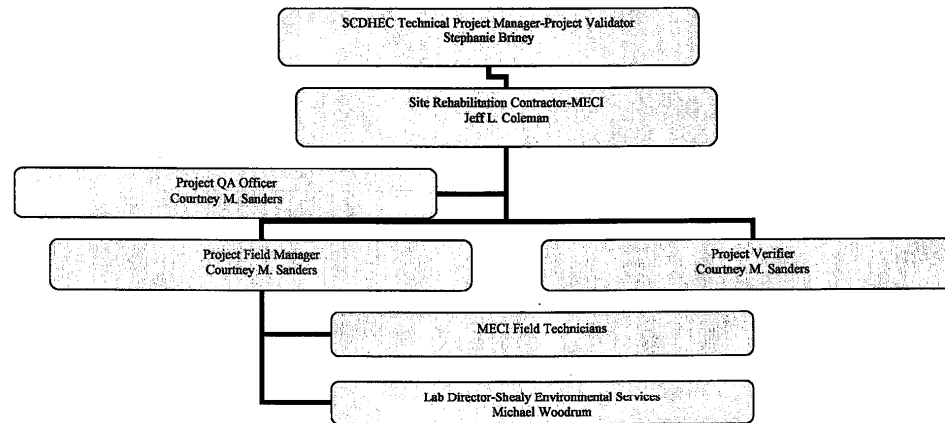 SCDHEC Technical Project Manager-Project Validator
Stephanie Briney
Site Rehabilitation Contractor-MECI
Jeff L. Coleman
Project QA Officer
Courtney M. Sanders
Project Field Manager
Courtney M. Sanders
Project Verifier
Courtney M. Sanders
MECI Field Technicians
Lab Director-Shealy Environmental Services
Michael Woodrum